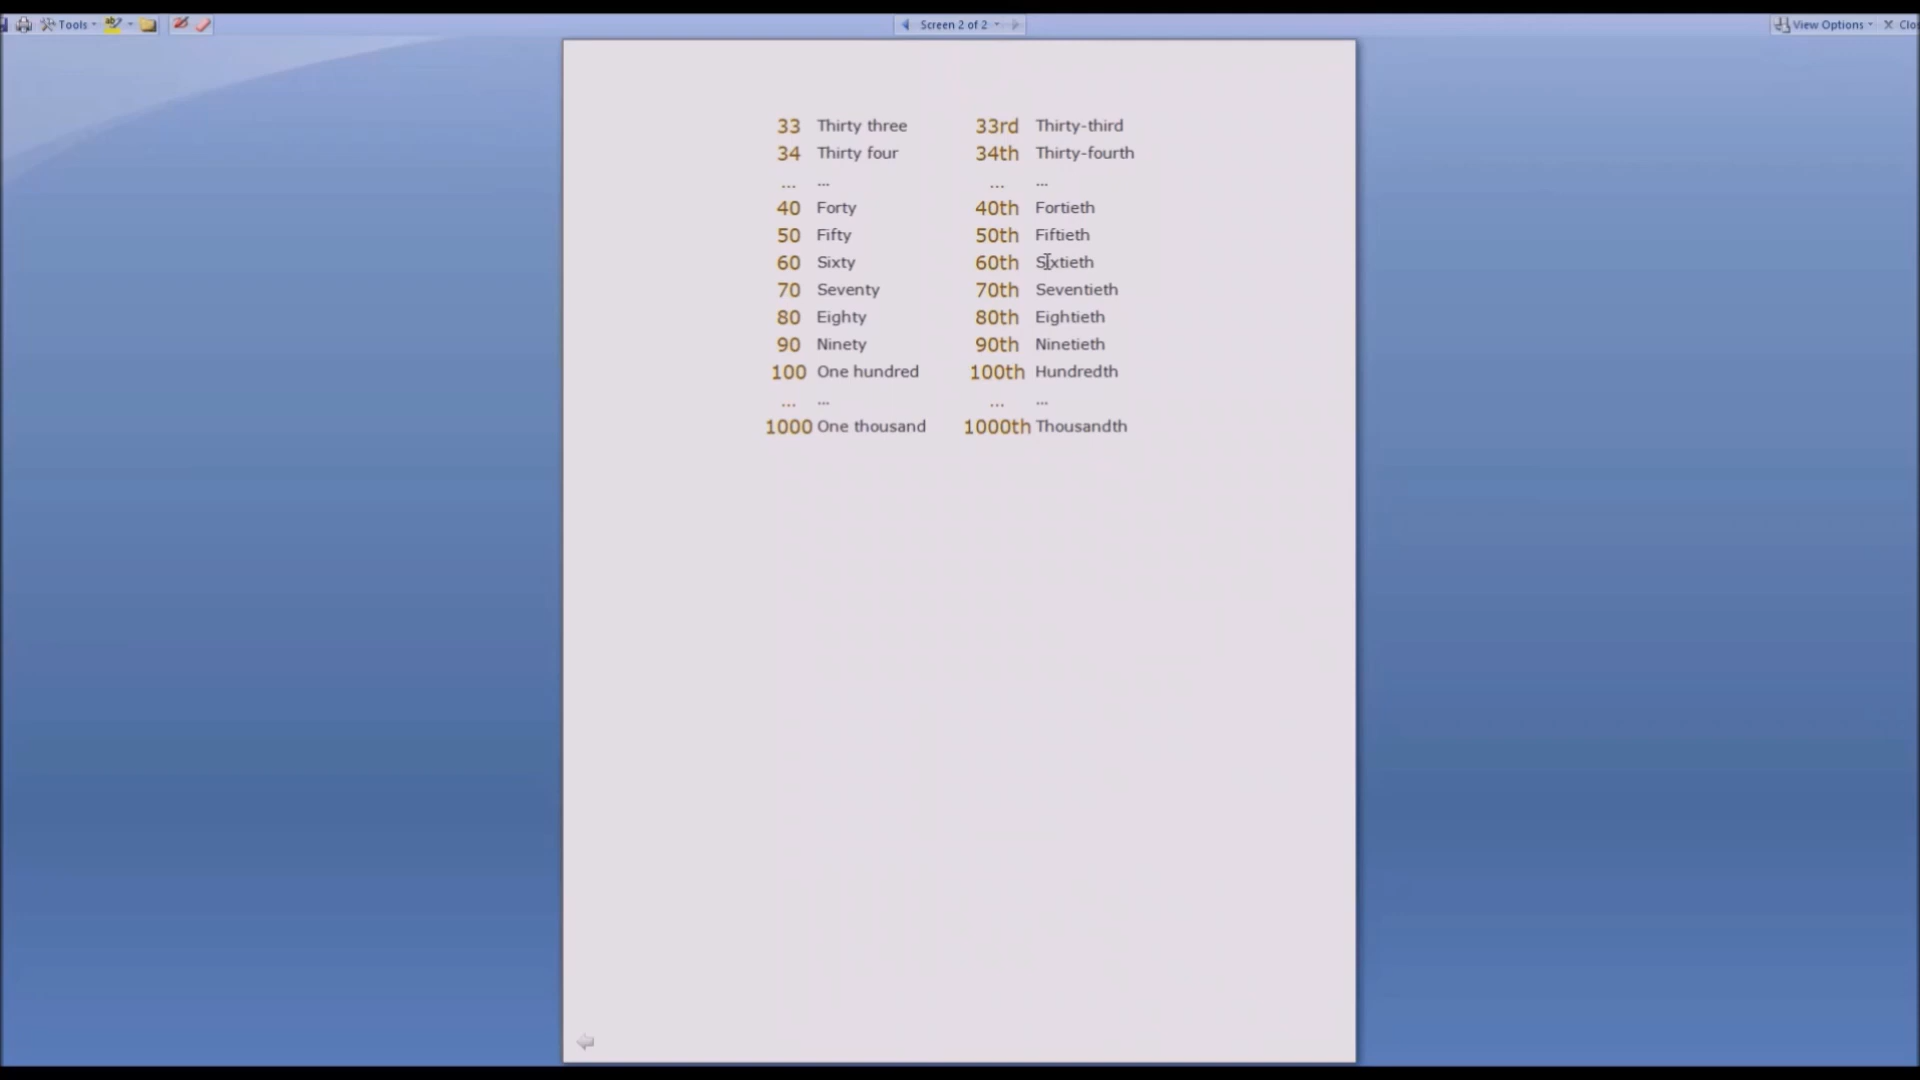 Tools Screen 2 of 2 View Options Clo
33 Thirty three 33rd Thirty-third
34 Thirty four 34th Thirty-fourth
... ... ... ...
40 Forty 40th Fortieth
50 Fifty 50th Fiftieth
60 Sixty 60th Sixtieth
70 Seventy 70th Seventieth
80 Eighty 80th Eightieth
90 Ninety 90th Ninetieth
100 One hundred 100th Hundredth
... ... ... ...
1000 One thousand 1000th Thousandth